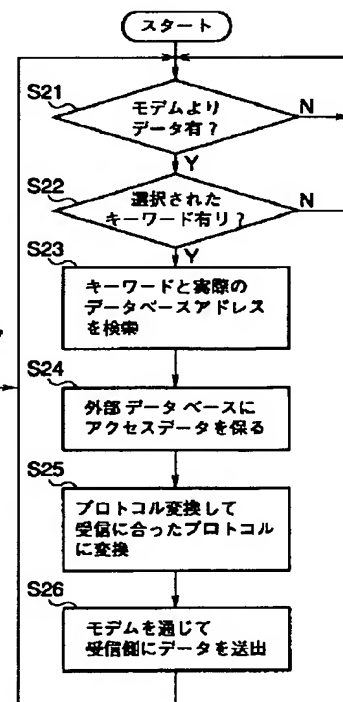 スタート
S21
モデムより
データ有?
N
Y
S22
選択された
キーワード有り?
N
Y
S23
キーワードと実際の
データベースアドレス
を検索
S24
外部データベースに
アクセスデータを保る
S25
プロトコル変換して
受信に合ったプロトコル
に変換
S26
モデムを通じて
受信側にデータを送出